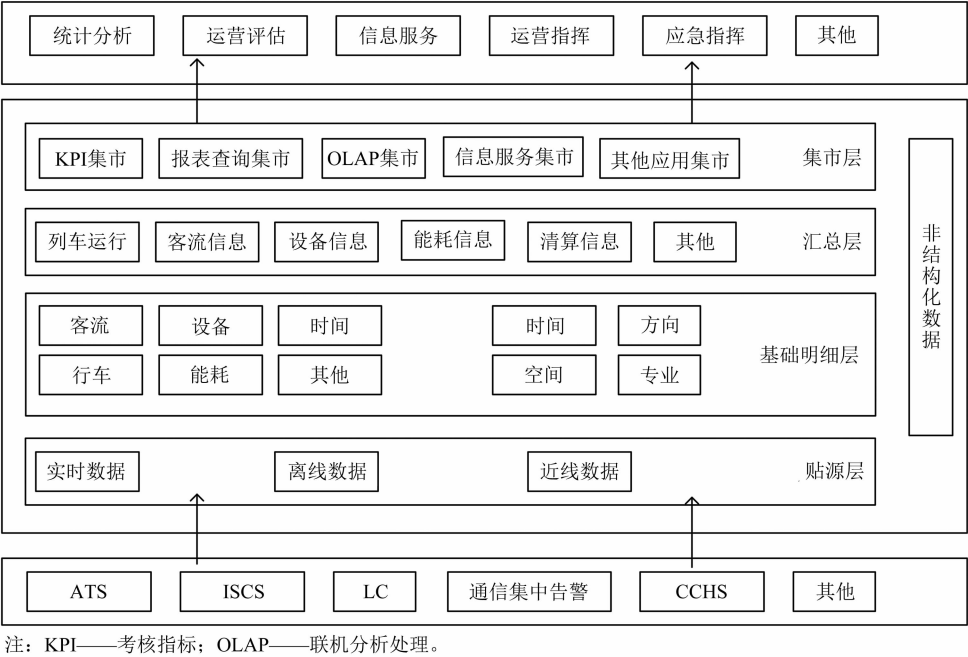 统计分析 运营评估 信息服务 运营指挥 应急指挥 其他
KPI集市 报表查询集市 OLAP集市 信息服务集市 其他应用集市 集市层
列车运行 客流信息 设备信息 能耗信息 清算信息 其他 汇总层
客流 设备 时间 时间 方向
基础明细层
行车 能耗 其他 空间 专业
非结构化数据
实时数据 离线数据 近线数据 贴源层
ATS ISCS LC 通信集中告警 CCHS 其他
注：KPI——考核指标；OLAP——联机分析处理。